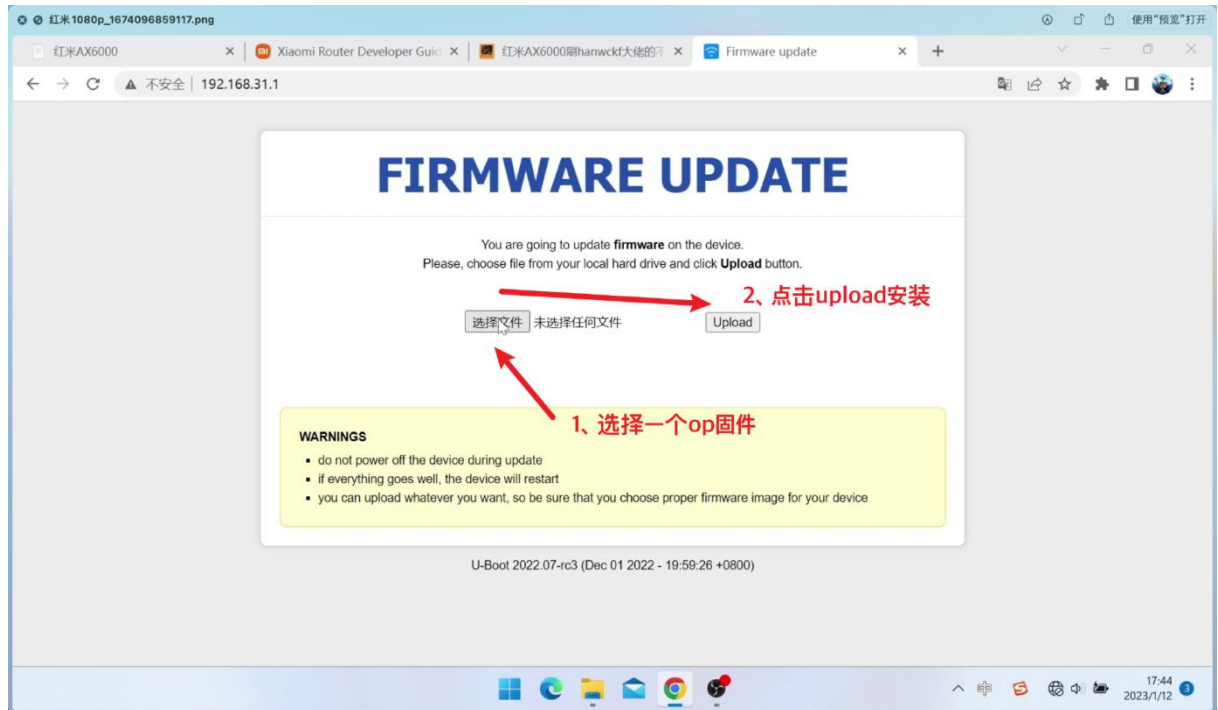 红米1080p_1674096859117.png
使用"预览"打开
红米AX6000
Xiaomi Router Developer Guid
红米AX6000刷hanwckf大佬的不
Firmware update
不安全
192.168.31.1
FIRMWARE UPDATE
You are going to update firmware on the device.
Please, choose file from your local hard drive and click Upload button.
2、点击upload安装
选择文件 未选择任何文件
Upload
1、选择一个op固件
WARNINGS
do not power off the device during update
if everything goes well, the device will restart
you can upload whatever you want, so be sure that you choose proper firmware image for your device
U-Boot 2022.07-rc3 (Dec 01 2022 - 19:59:26 +0800)
17:44
2023/1/12
3